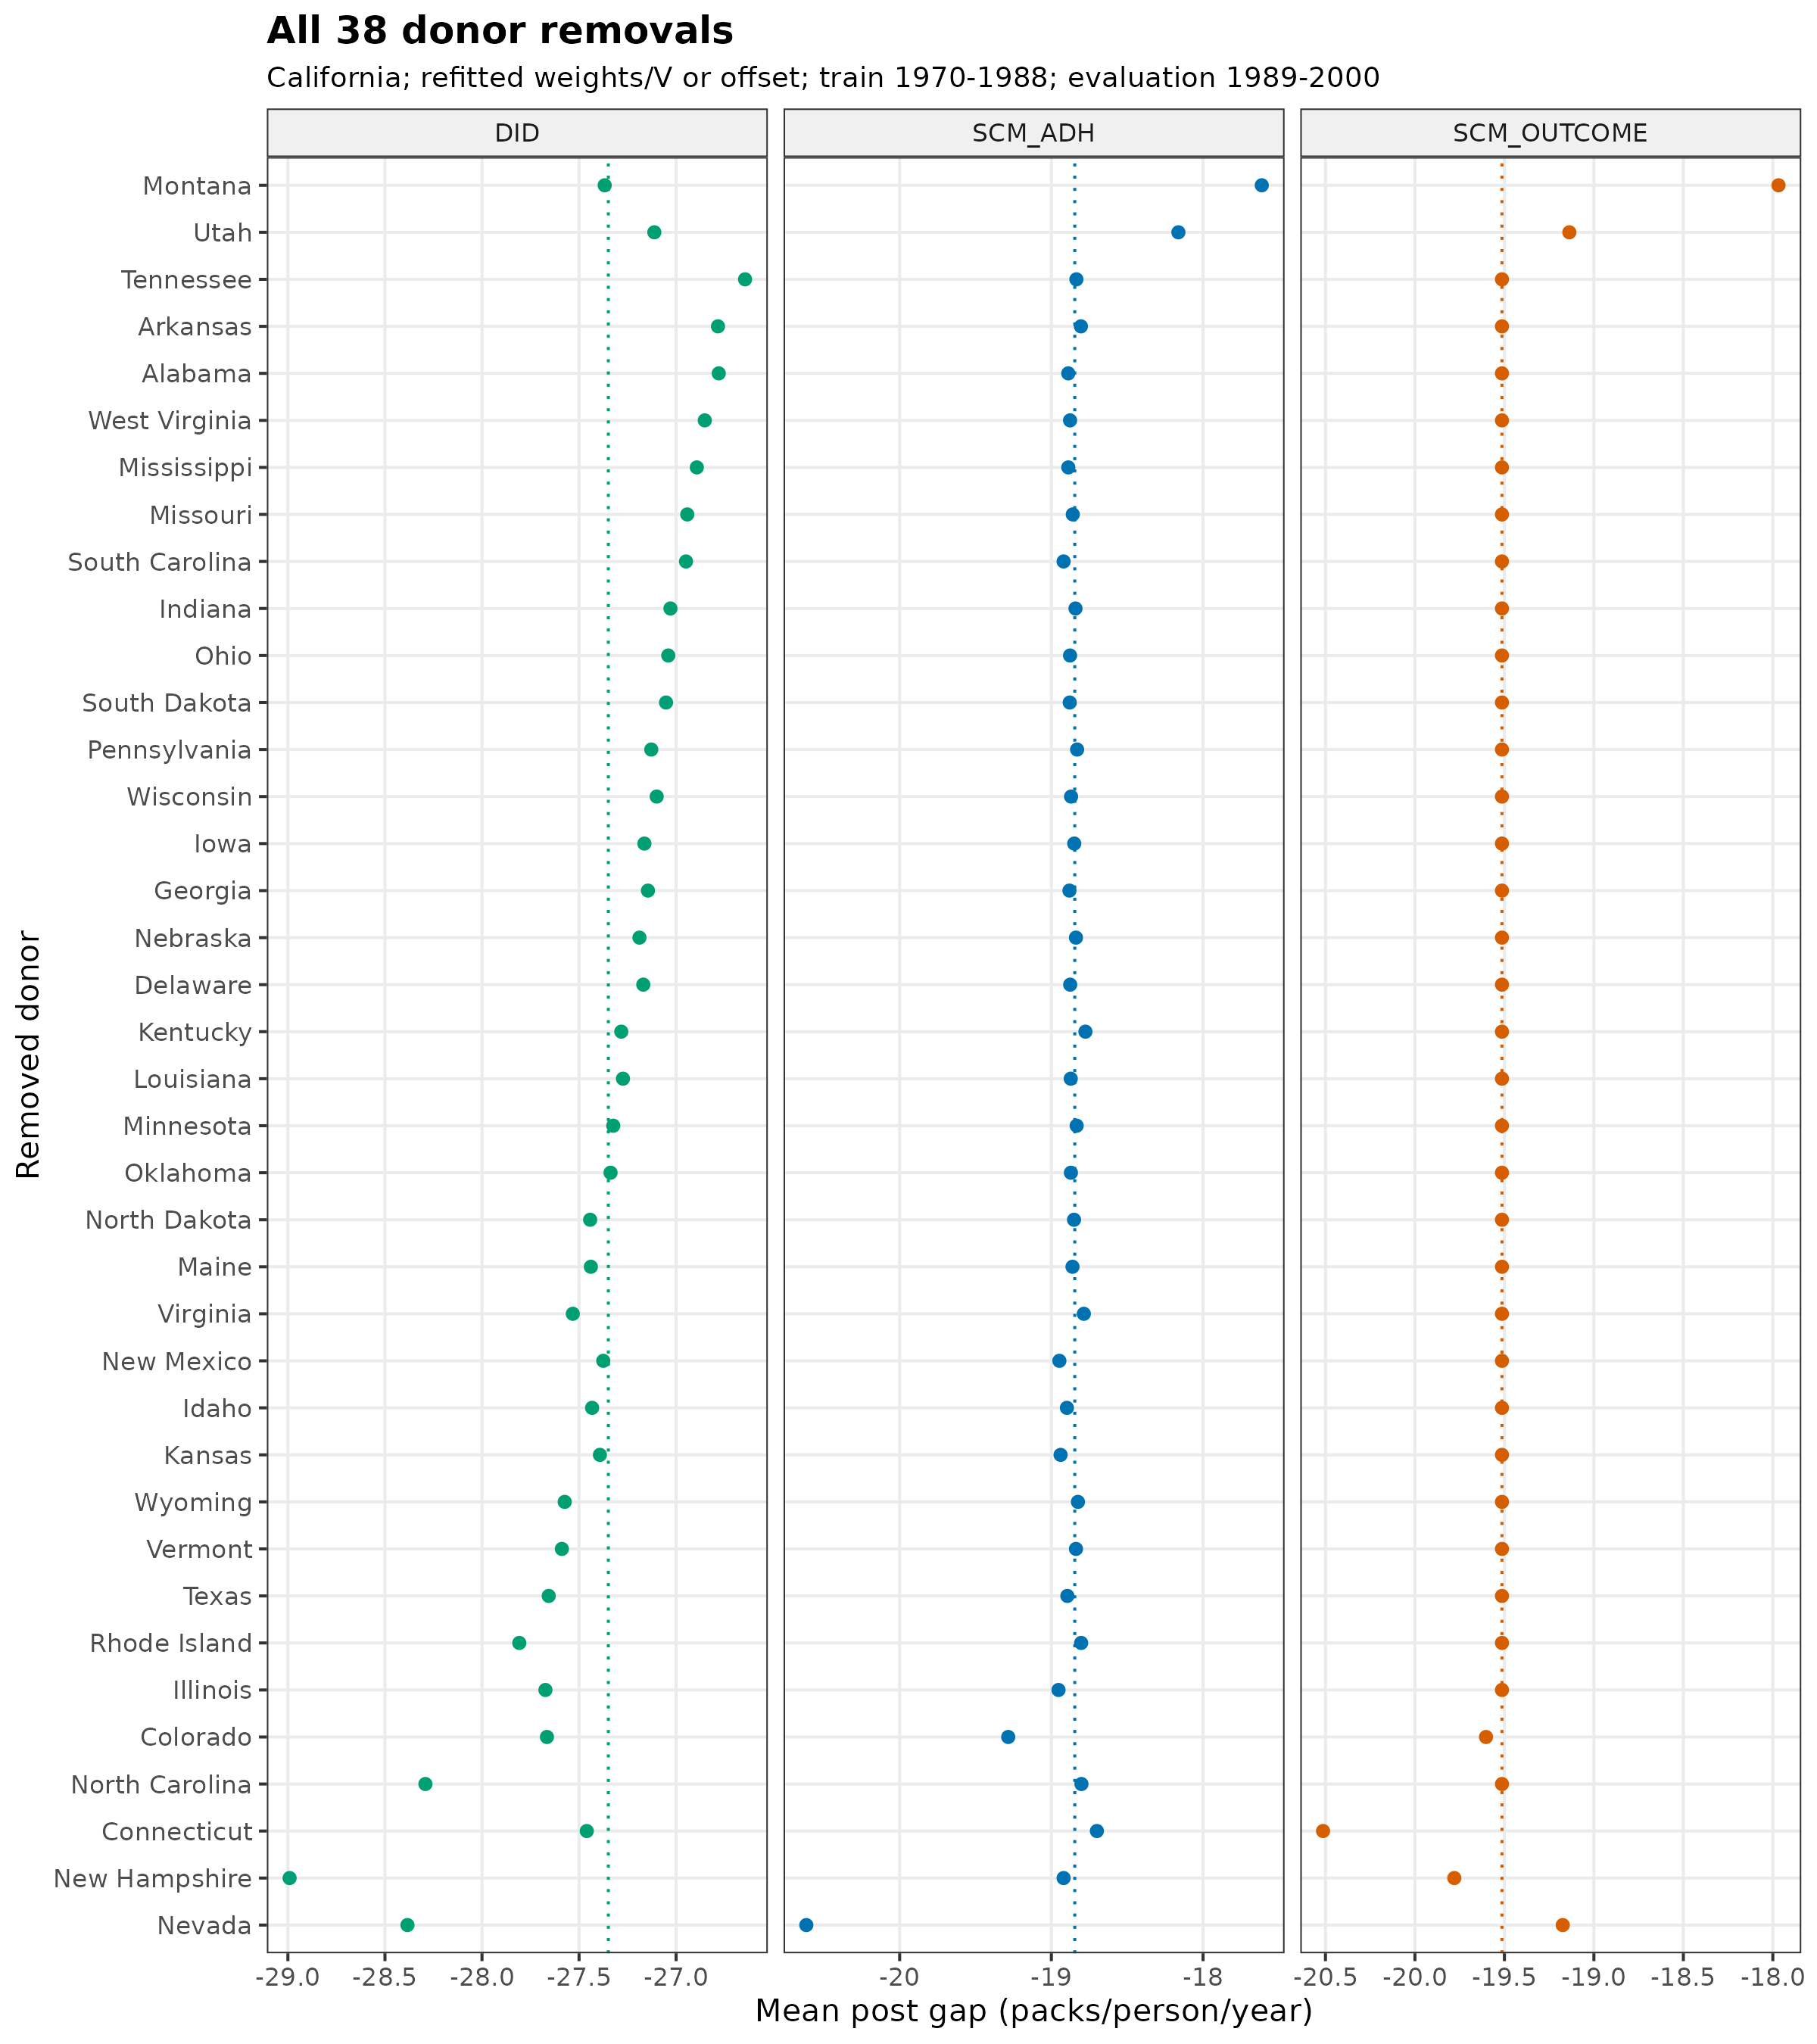 All 38 donor removals
California; refitted weights/V or offset; train 1970-1988; evaluation 1989-2000
DID
SCM_ADH
SCM_OUTCOME
Removed donor
Montana
Utah
Tennessee
Arkansas
Alabama
West Virginia
Mississippi
Missouri
South Carolina
Indiana
Ohio
South Dakota
Pennsylvania
Wisconsin
Iowa
Georgia
Nebraska
Delaware
Kentucky
Louisiana
Minnesota
Oklahoma
North Dakota
Maine
Virginia
New Mexico
Idaho
Kansas
Wyoming
Vermont
Texas
Rhode Island
Illinois
Colorado
North Carolina
Connecticut
New Hampshire
Nevada
-29.0 -28.5 -28.0 -27.5 -27.0
-20 -19 -18
-20.5 -20.0 -19.5 -19.0 -18.5 -18.0
Mean post gap (packs/person/year)